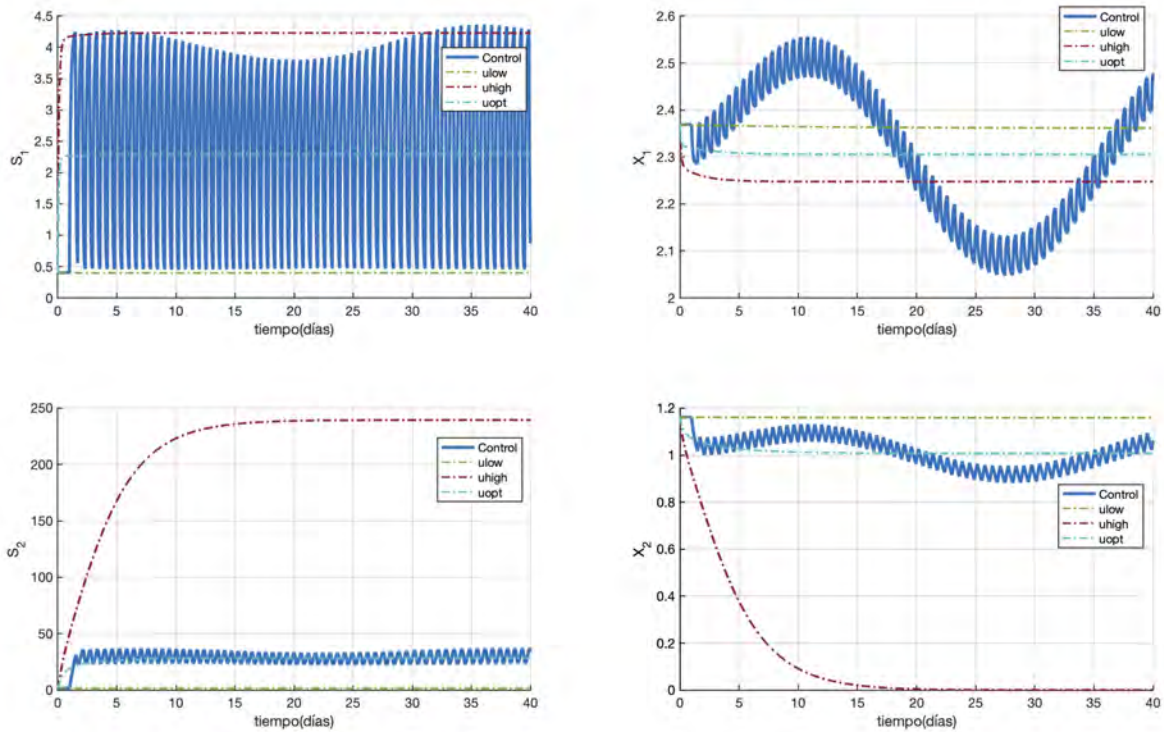 4.5
4
3.5
3
2.5
2
1.5
1
0.5
0
S1
0 5 10 15 20 25 30 35 40
tiempo(días)
Control
ulow
uhigh
uopt
2.6
2.5
2.4
2.3
2.2
2.1
2
X1
0 5 10 15 20 25 30 35 40
tiempo(días)
Control
ulow
uhigh
uopt
250
200
150
100
50
0
S2
0 5 10 15 20 25 30 35 40
tiempo(días)
Control
ulow
uhigh
uopt
1.2
1
0.8
0.6
0.4
0.2
0
X2
0 5 10 15 20 25 30 35 40
tiempo(días)
Control
ulow
uhigh
uopt